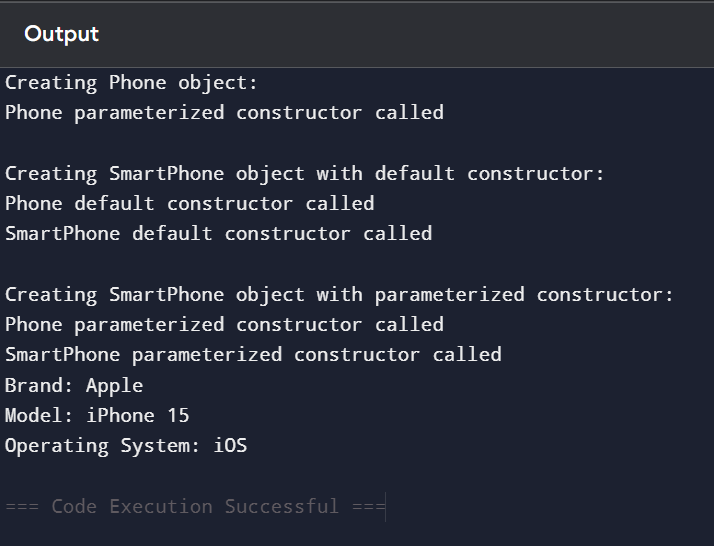 Output
Creating Phone object:
Phone parameterized constructor called
Creating SmartPhone object with default constructor:
Phone default constructor called
SmartPhone default constructor called
Creating SmartPhone object with parameterized constructor:
Phone parameterized constructor called
SmartPhone parameterized constructor called
Brand: Apple
Model: iPhone 15
Operating System: iOS
=== Code Execution Successful ===